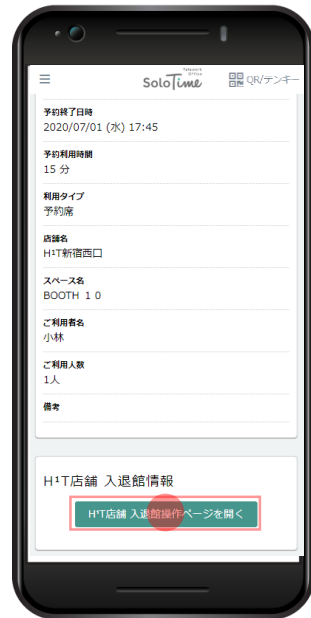 Telework
Office
SoloTime
QR/テンキー
予約終了日時
2020/07/01 (水) 17:45
予約利用時間
15 分
利用タイプ
予約席
店舗名
H¹T新宿西口
スペース名
BOOTH １０
ご利用者名
小林
ご利用人数
1人
備考
H¹T店舗 入退館情報
H¹T店舗 入退館操作ページを開く